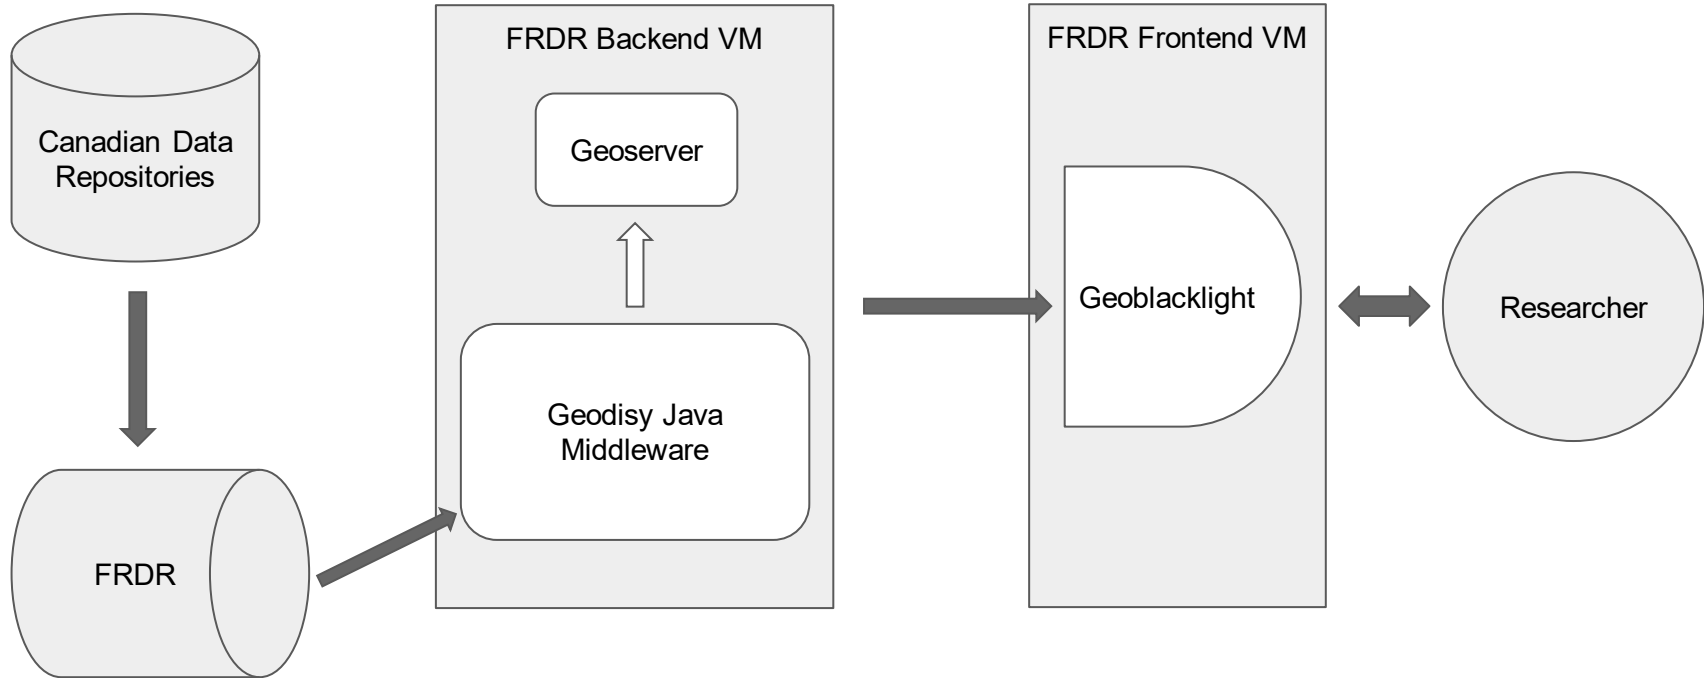 FRDR Backend VM
FRDR Frontend VM
Canadian Data
Repositories
Geoserver
Geoblacklight
Researcher
Geodisy Java
Middleware
FRDR